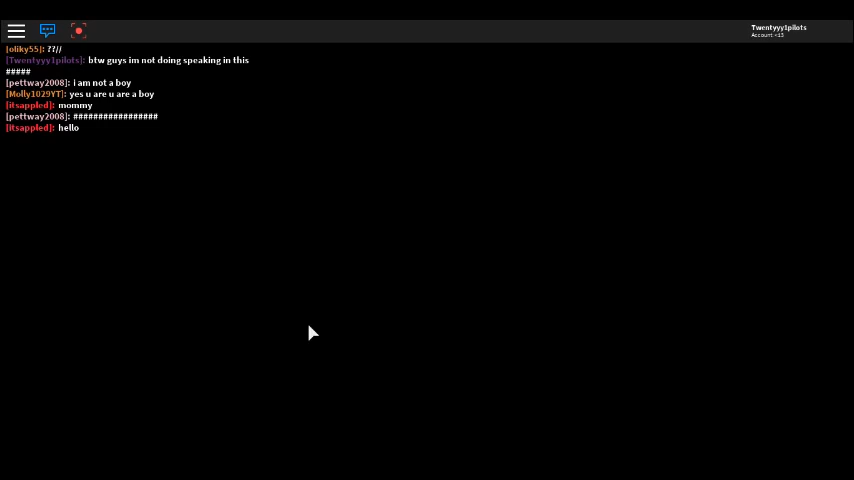 Twentyyy1pilots
Account: <13
[oliky55]: ??//
[Twentyyy1pilots]: btw guys im not doing speaking in this
#####
[pettway2008]: i am not a boy
[Molly1029YT]: yes u are u are a boy
[itsappled]: mommy
[pettway2008]: #################
[itsappled]: hello